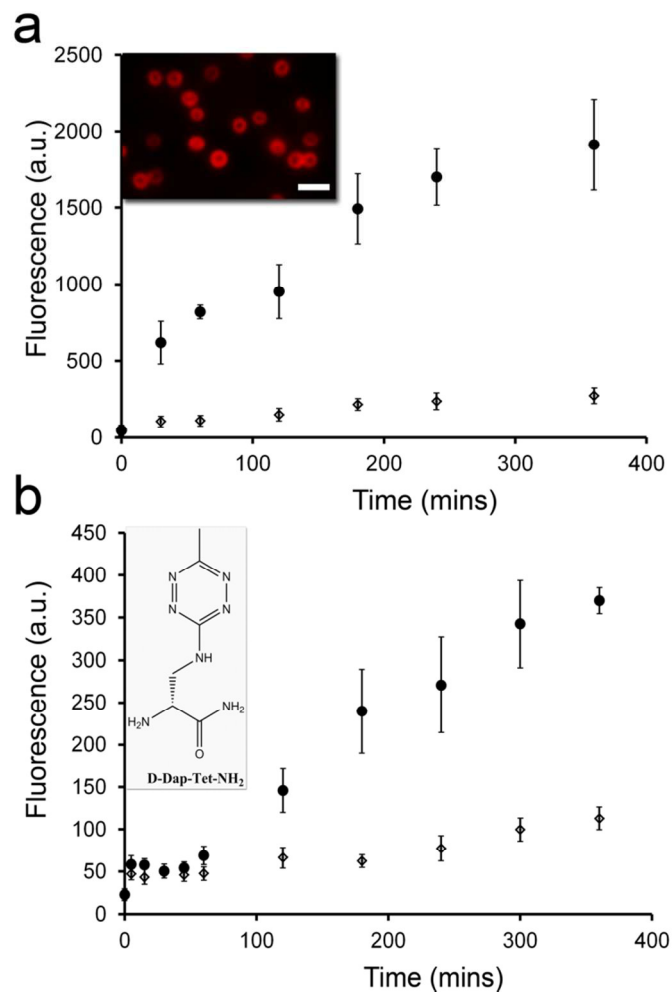 a
2500
2000
1500
1000
500
0
Fluorescence (a.u.)
0 100 200 300 400
Time (mins)
b
450
400
350
300
250
200
150
100
50
0
Fluorescence (a.u.)
N N
N N
NH
H₂N NH₂
O
D-Dap-Tet-NH₂
0 100 200 300 400
Time (mins)